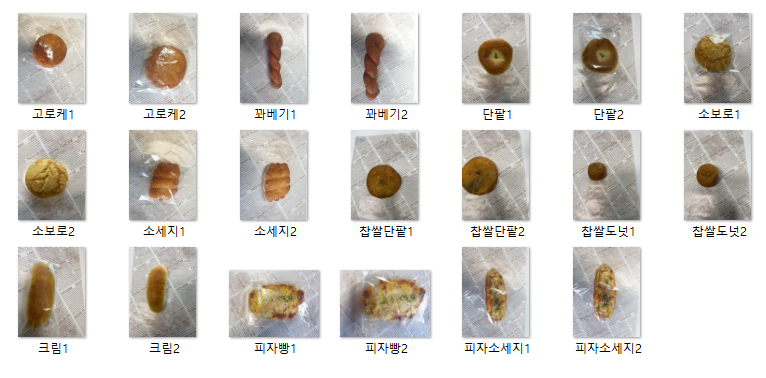 고로케1
고로케2
꽈베기1
꽈베기2
단팥1
단팥2
소보로1
소보로2
소세지1
소세지2
찹쌀단팥1
찹쌀단팥2
찹쌀도넛1
찹쌀도넛2
크림1
크림2
피자빵1
피자빵2
피자소세지1
피자소세지2